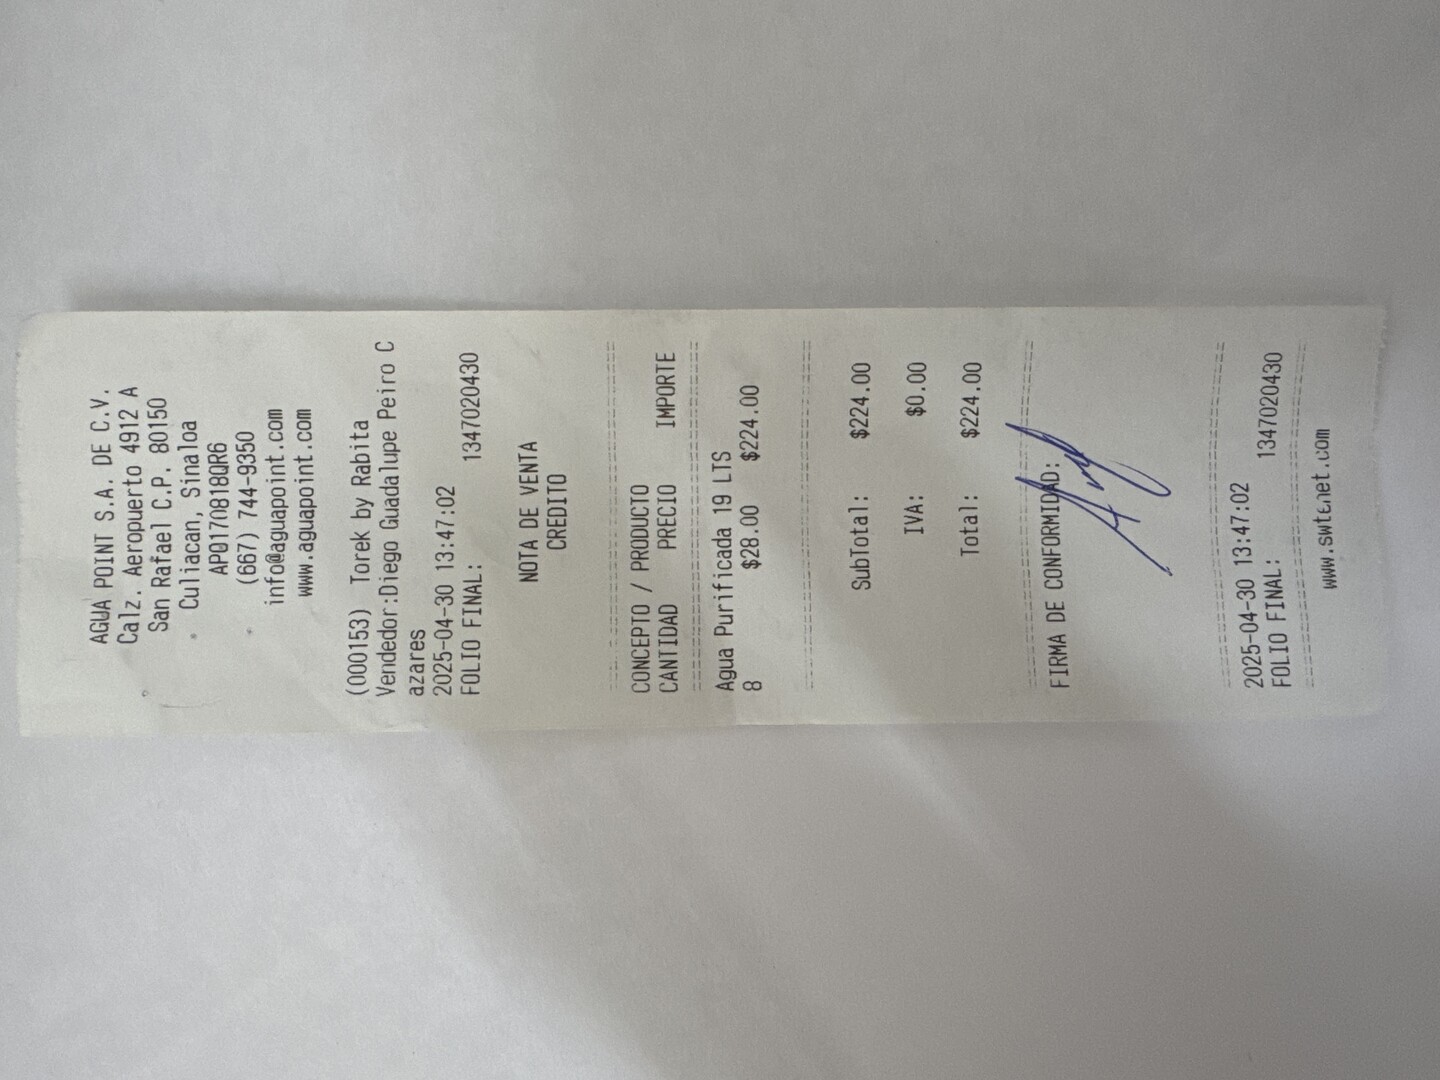 AGUA POINT S.A. DE C.V.
Calz. Aeropuerto 4912 A
San Rafael C.P. 80150
Culiacan, Sinaloa
APO170818QR6
(667) 744-9350
info@aguapoint.com
www.aguapoint.com
(000153) Torek by Rabita
Vendedor:Diego Guadalupe Peiro C
azares
2025-04-30 13:47:02
FOLIO FINAL: 1347020430
NOTA DE VENTA
CREDITO
CONCEPTO / PRODUCTO
CANTIDAD PRECIO IMPORTE
Agua Purificada 19 LTS
8 $28.00 $224.00
SubTotal: $224.00
IVA: $0.00
Total: $224.00
FIRMA DE CONFORMIDAD:
2025-04-30 13:47:02
FOLIO FINAL: 1347020430
www.swte.net.com